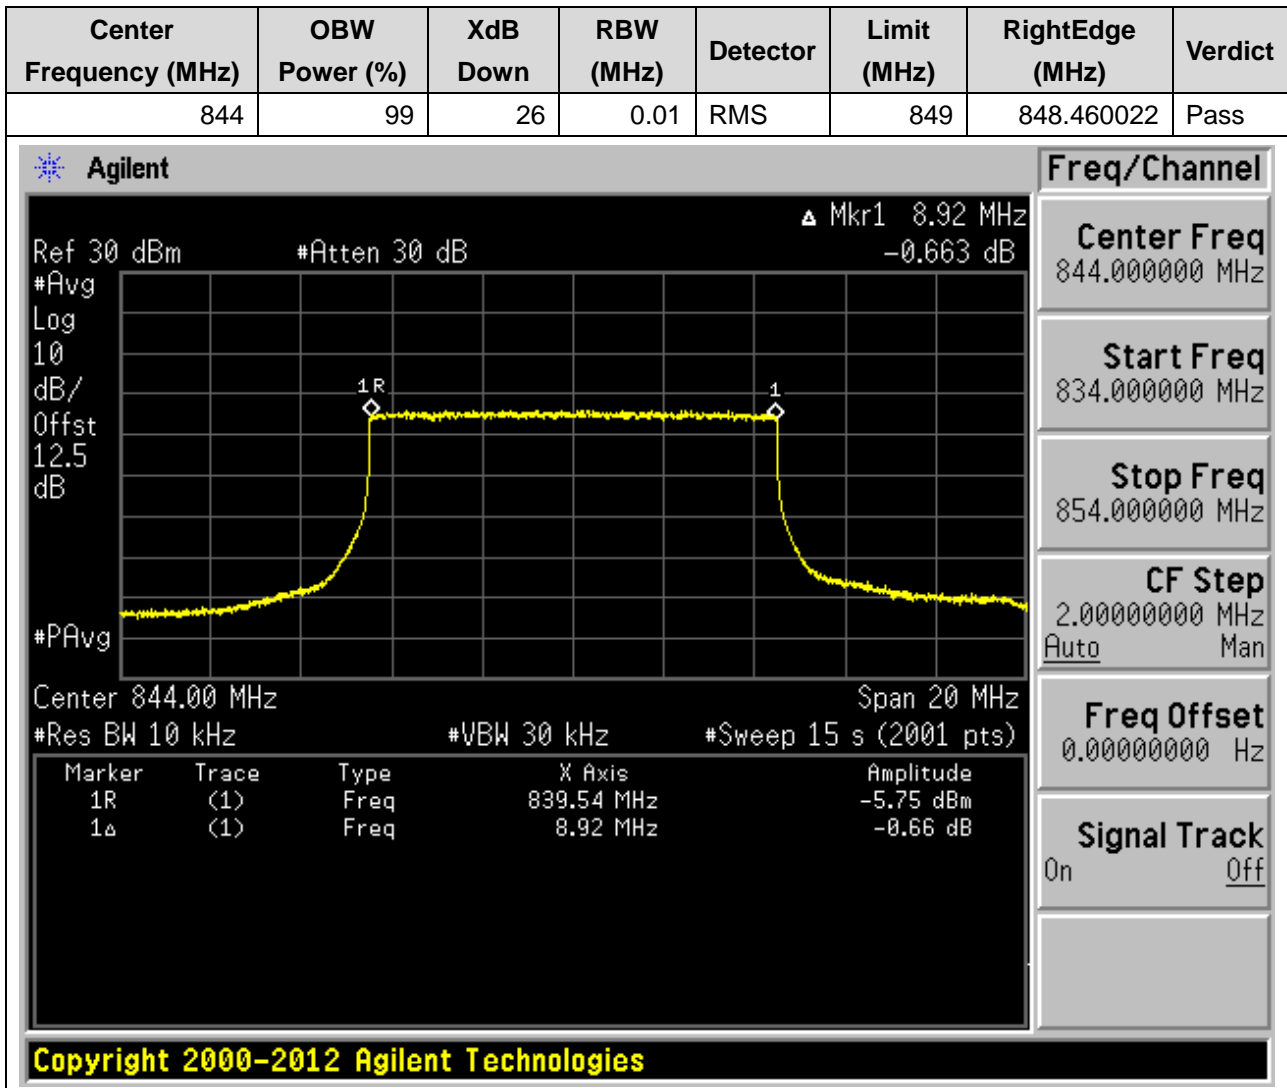 Center Frequency (MHz) OBW Power (%) XdB Down RBW (MHz) Detector Limit (MHz) RightEdge (MHz) Verdict
844 99 26 0.01 RMS 849 848.460022 Pass
Agilent
Freq/Channel
Δ Mkr1 8.92 MHz
Ref 30 dBm #Atten 30 dB -0.663 dB
#Avg
Log
10
dB/
Offst
12.5
dB
#PAvg
1R
1
Center 844.00 MHz Span 20 MHz
#Res BW 10 kHz #VBW 30 kHz #Sweep 15 s (2001 pts)
Marker Trace Type X Axis Amplitude
1R (1) Freq 839.54 MHz -5.75 dBm
1Δ (1) Freq 8.92 MHz -0.66 dB
Center Freq
844.000000 MHz
Start Freq
834.000000 MHz
Stop Freq
854.000000 MHz
CF Step
2.00000000 MHz
Auto Man
Freq Offset
0.00000000 Hz
Signal Track
On Off
Copyright 2000-2012 Agilent Technologies